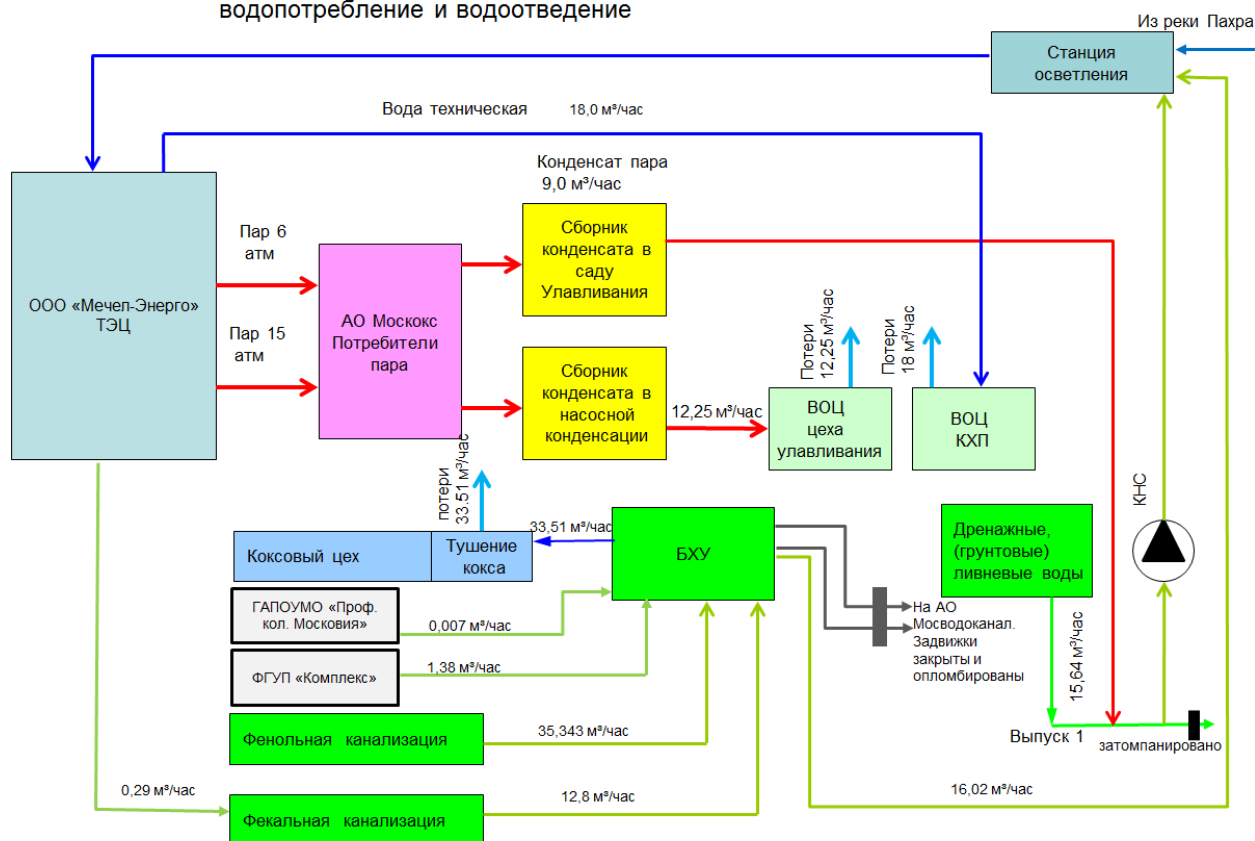 водопотребление и водоотведение
Из реки Пахра
Станция
осветления
Вода техническая 18,0 м³/час
Конденсат пара
9,0 м³/час
ООО «Мечел-Энерго»
ТЭЦ
Пар 6
атм
Пар 15
атм
АО Москокс
Потребители
пара
Сборник
конденсата в
саду
Улавливания
Сборник
конденсата в
насосной
конденсации
12,25 м³/час
Потери
12,25 м³/час
Потери
18 м³/час
ВОЦ
цеха
улавливания
ВОЦ
КХП
КНС
потери
33.51 м³/час
Коксовый цех
Тушение
кокса
33,51 м³/час
БХУ
Дренажные,
(грунтовые)
ливневые воды
ГАПОУМО «Проф.
кол. Московия»
0,007 м³/час
ФГУП «Комплекс»
1,38 м³/час
На АО
Мосводоканал.
Задвижки
закрыты и
опломбированы
15,64 м³/час
Фенольная канализация
35,343 м³/час
Выпуск 1
затомпанировано
0,29 м³/час
Фекальная канализация
12,8 м³/час
16,02 м³/час